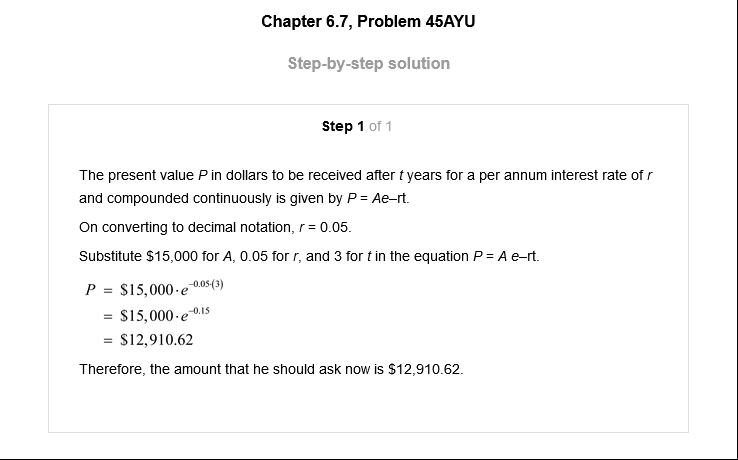 Chapter 6.7, Problem 45AYU
Step-by-step solution
Step 1 of 1
The present value P in dollars to be received after t years for a per annum interest rate of r
and compounded continuously is given by P = Ae–rt.
On converting to decimal notation, r = 0.05.
Substitute $15,000 for A, 0.05 for r, and 3 for t in the equation P = A e–rt.
P = $15,000·e^-0.05(3)
= $15,000·e^-0.15
= $12,910.62
Therefore, the amount that he should ask now is $12,910.62.